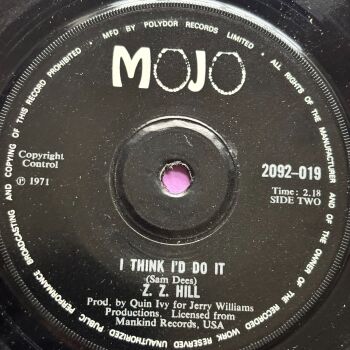 MFD BY POLYDOR RECORDS LIMITED • ALL RIGHTS OF THE MANUFACTURER AND OF THE OWNER OF THE RECORDED WORK RESERVED UNAUTHORIZED PUBLIC PERFORMANCE BROADCASTING AND COPYING OF THIS RECORD PROHIBITED •
MOJO
Copyright
Control
℗ 1971
2092-019
Time: 2.18
SIDE TWO
I THINK I'D DO IT
(Sam Dees)
Z. Z. HILL
Prod. by Quin Ivy for Jerry Williams
Productions. Licensed from
Mankind Records, USA